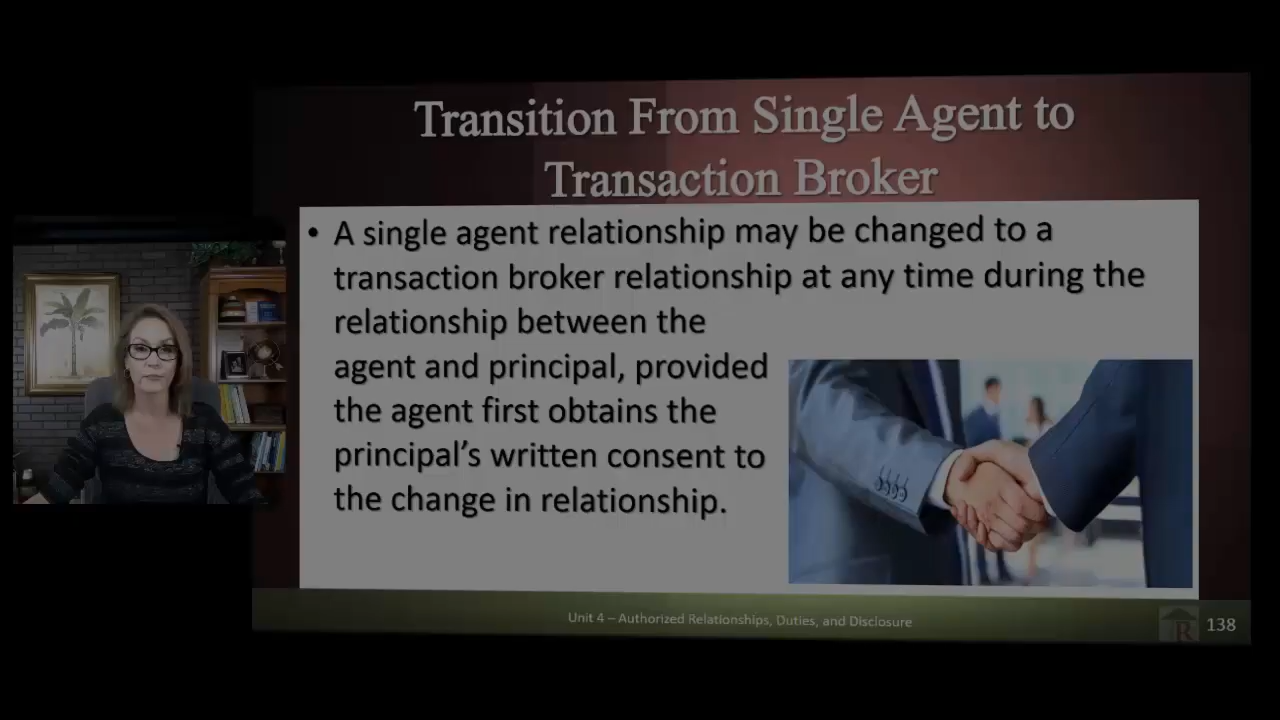 Transition From Single Agent to
Transaction Broker
• A single agent relationship may be changed to a
transaction broker relationship at any time during the
relationship between the
agent and principal, provided
the agent first obtains the
principal’s written consent to
the change in relationship.
Unit 4 – Authorized Relationships, Duties, and Disclosure
R
138